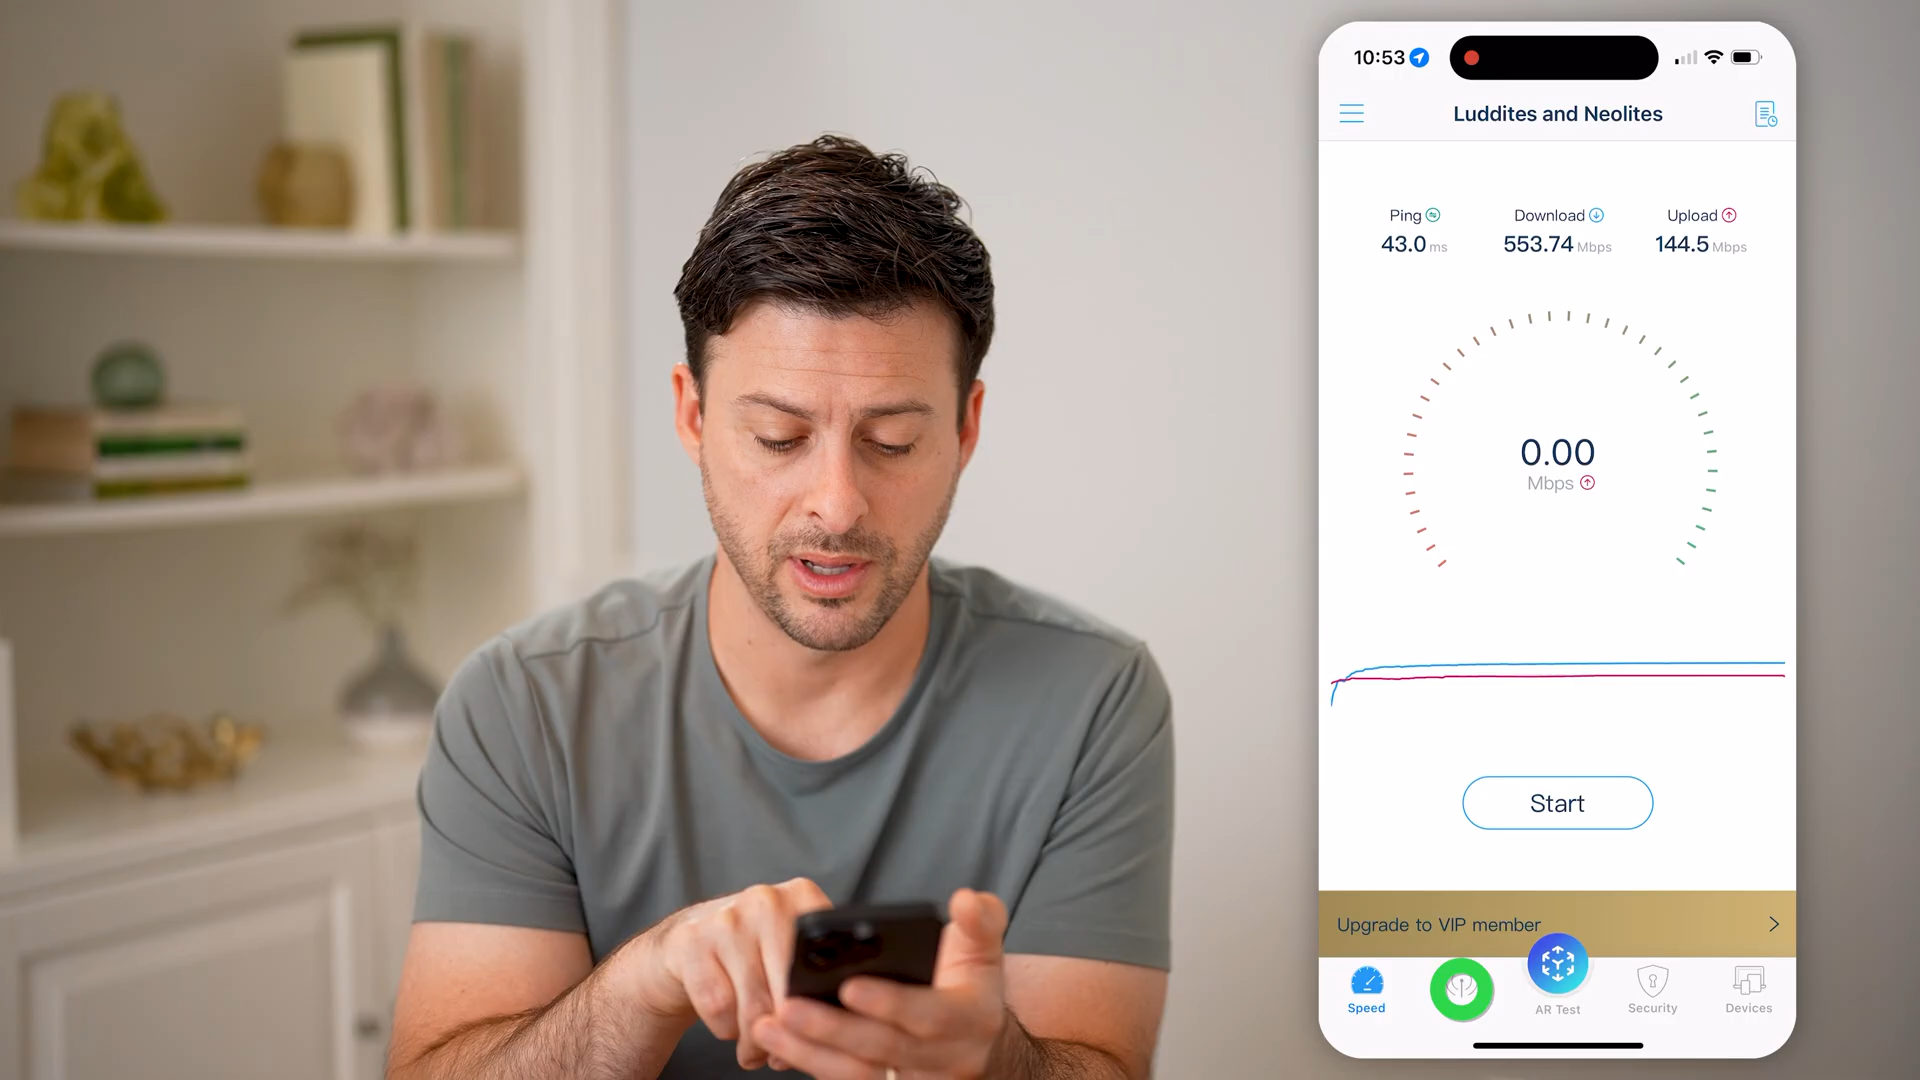 10:53
Luddites and Neolites
Ping Download Upload
43.0 ms 553.74 Mbps 144.5 Mbps
0.00
Mbps
Start
Upgrade to VIP member
Speed AR Test Security Devices